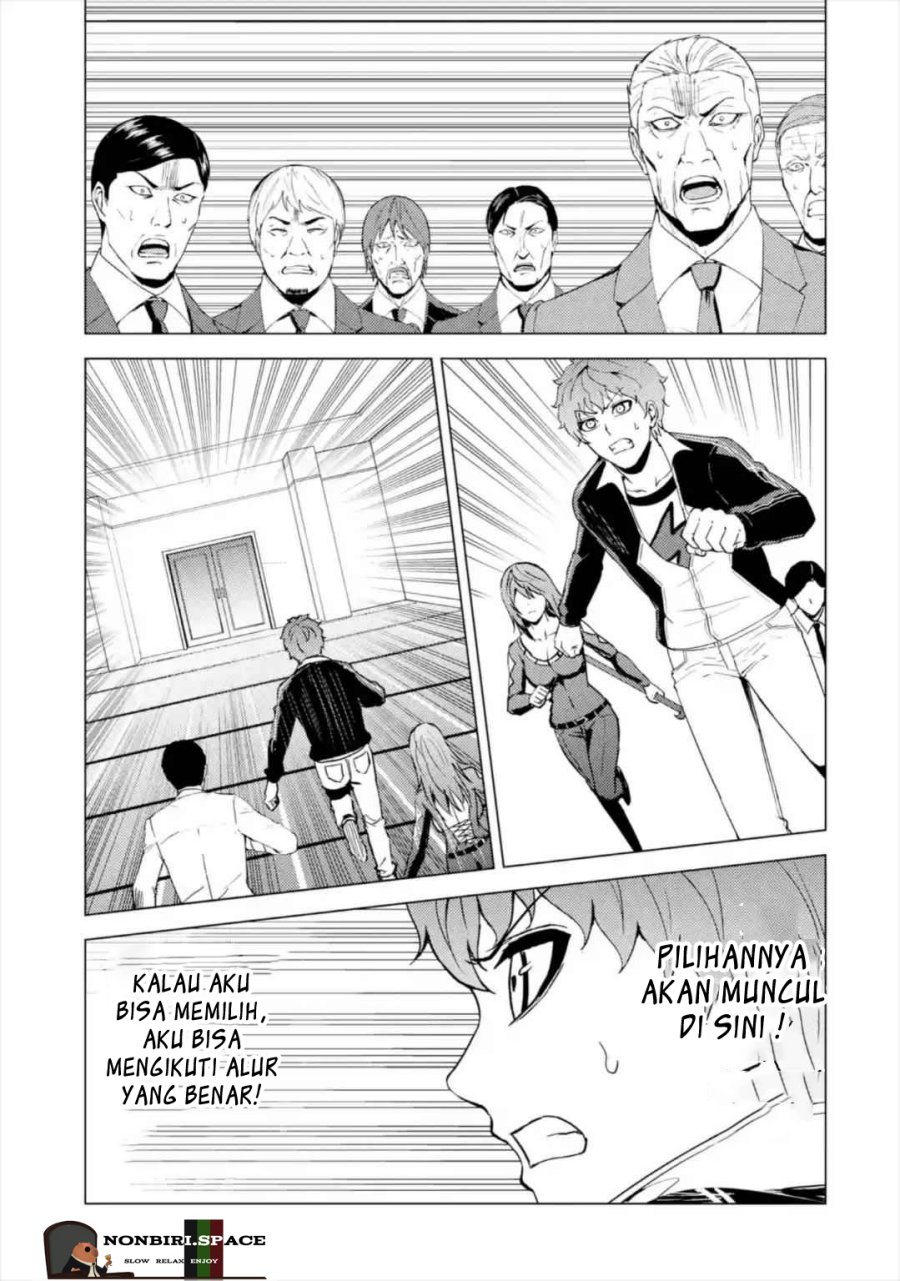 PILIHANNYA
AKAN MUNCUL
DI SINI !
KALAU AKU
BISA MEMILIH,
AKU BISA
MENGIKUTI ALUR
YANG BENAR!
NONBIRI.SPACE
SLOW RELAX ENJOY